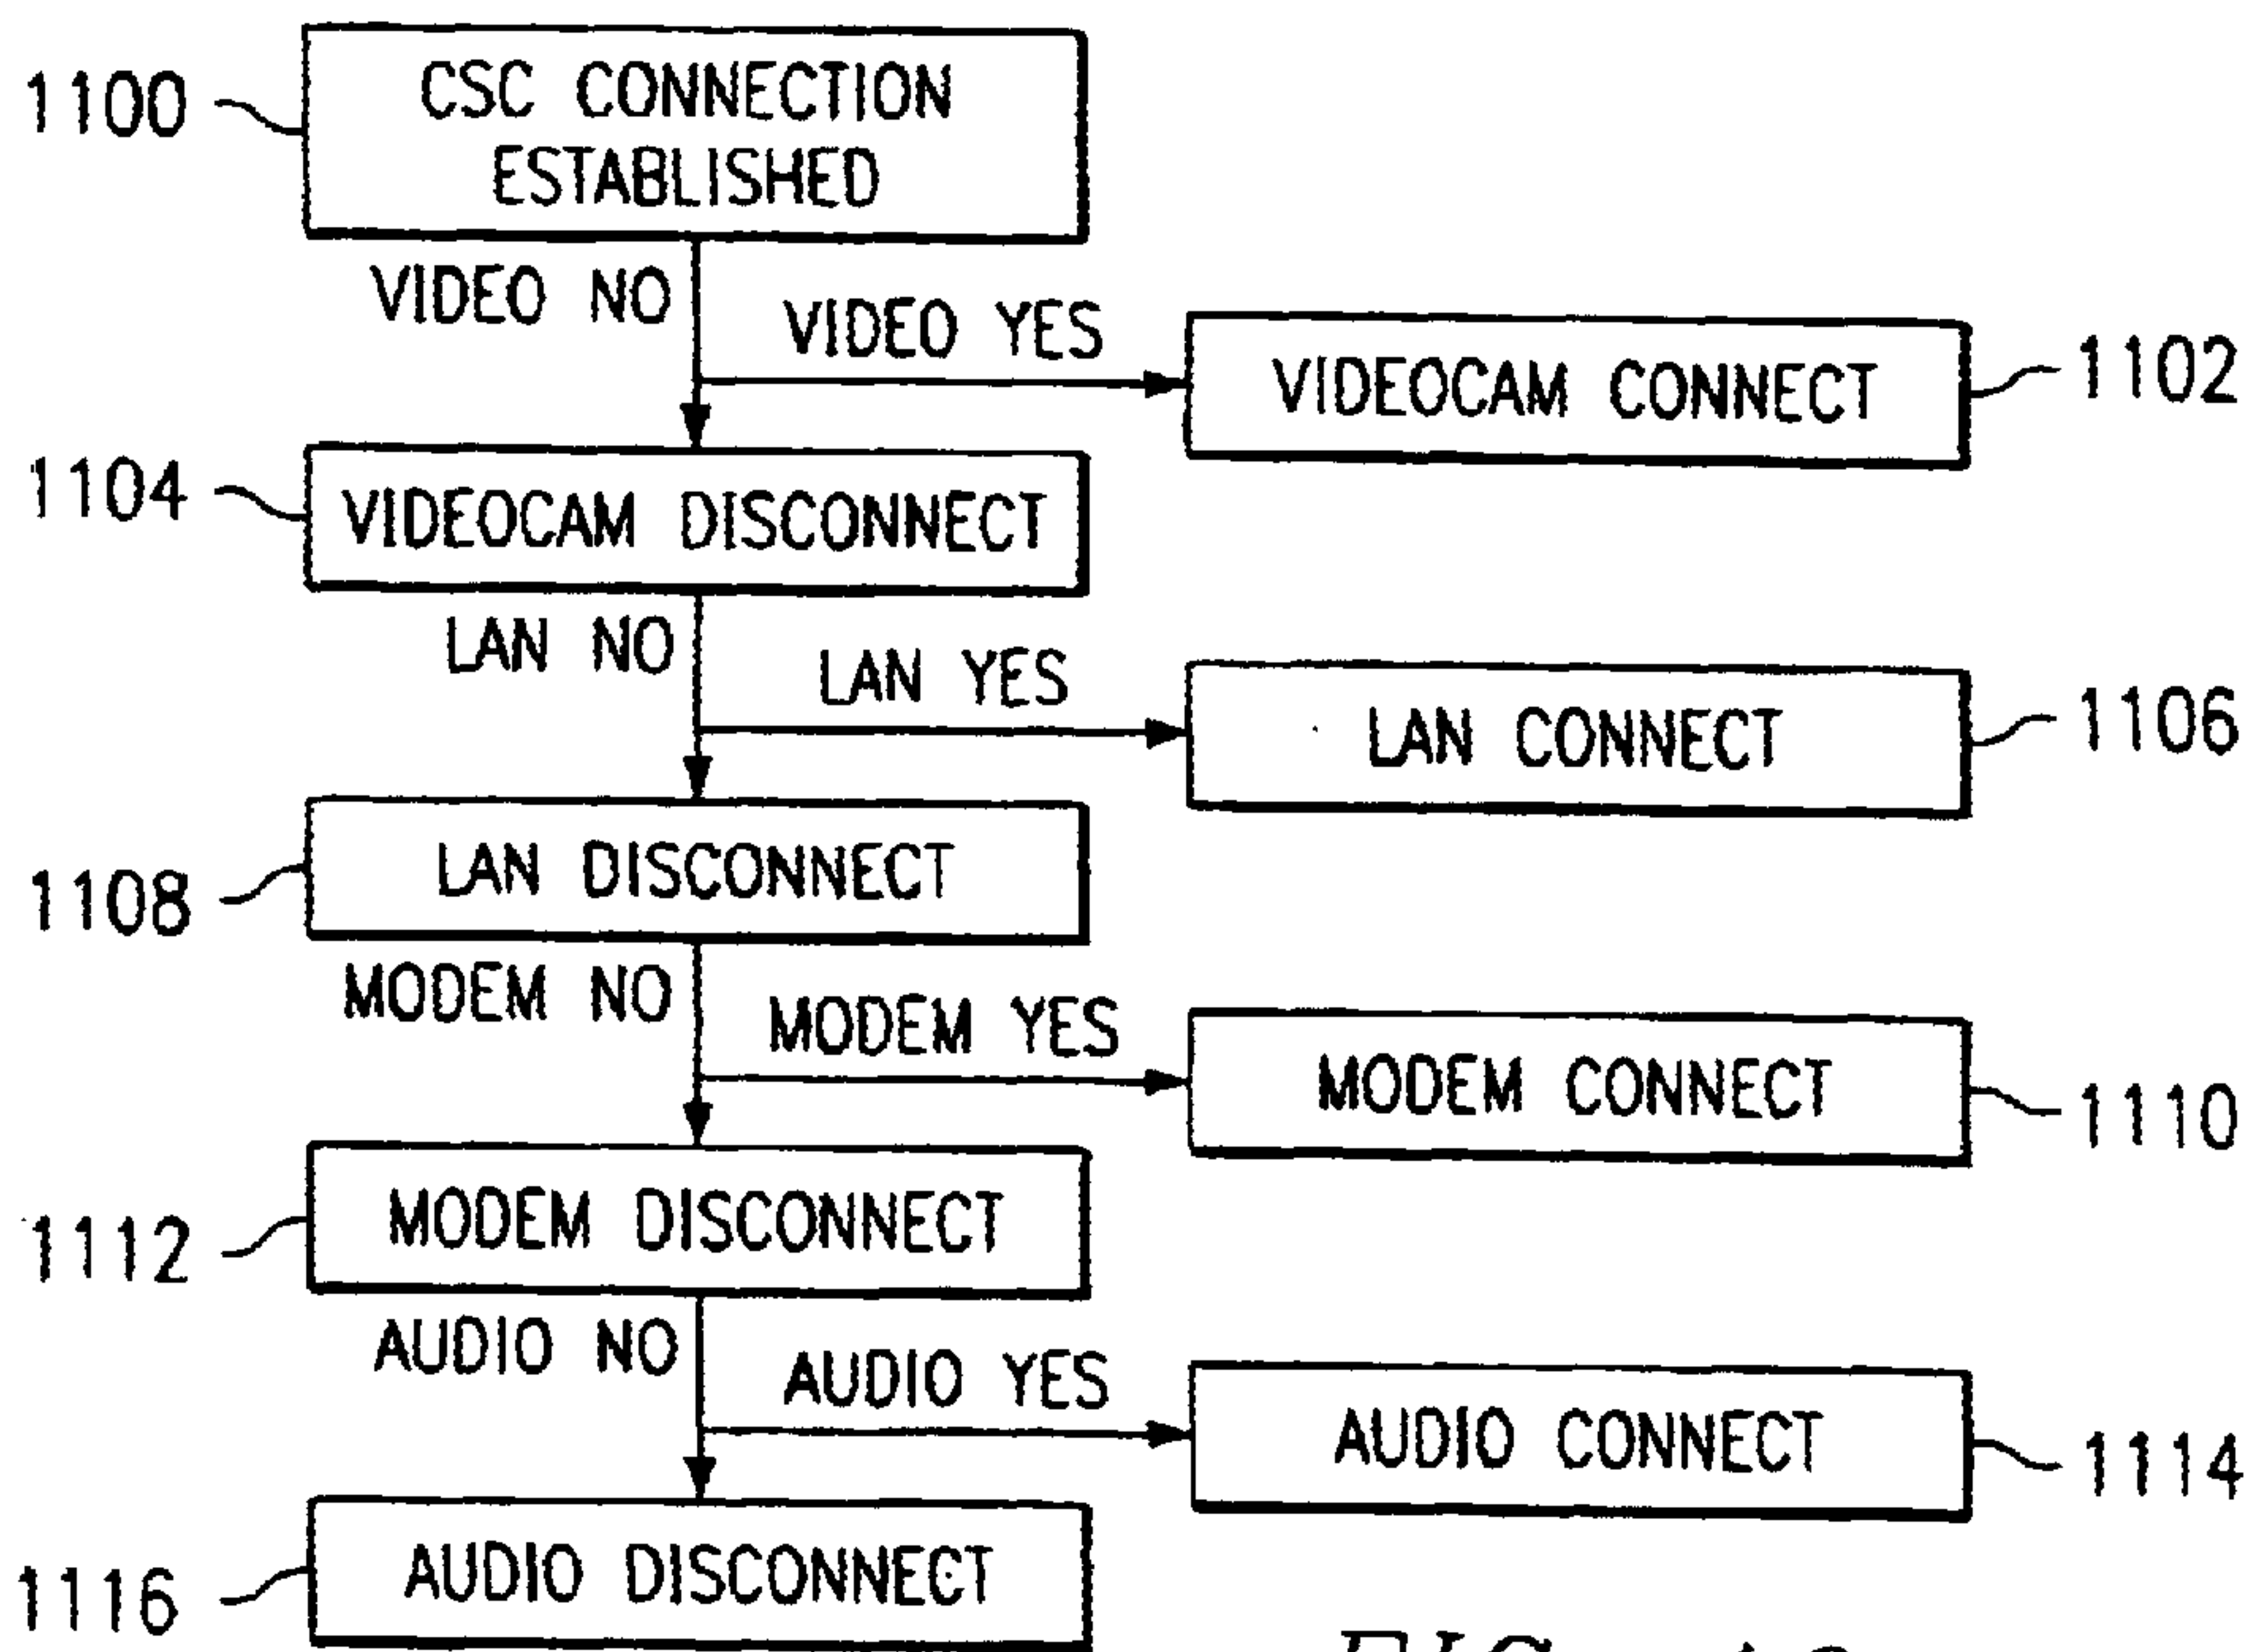 1100
CSC CONNECTION
ESTABLISHED
VIDEO NO
VIDEO YES
VIDEOCAM CONNECT
1102
1104
VIDEOCAM DISCONNECT
LAN NO
LAN YES
LAN CONNECT
1106
1108
LAN DISCONNECT
MODEM NO
MODEM YES
MODEM CONNECT
1110
1112
MODEM DISCONNECT
AUDIO NO
AUDIO YES
AUDIO CONNECT
1114
1116
AUDIO DISCONNECT